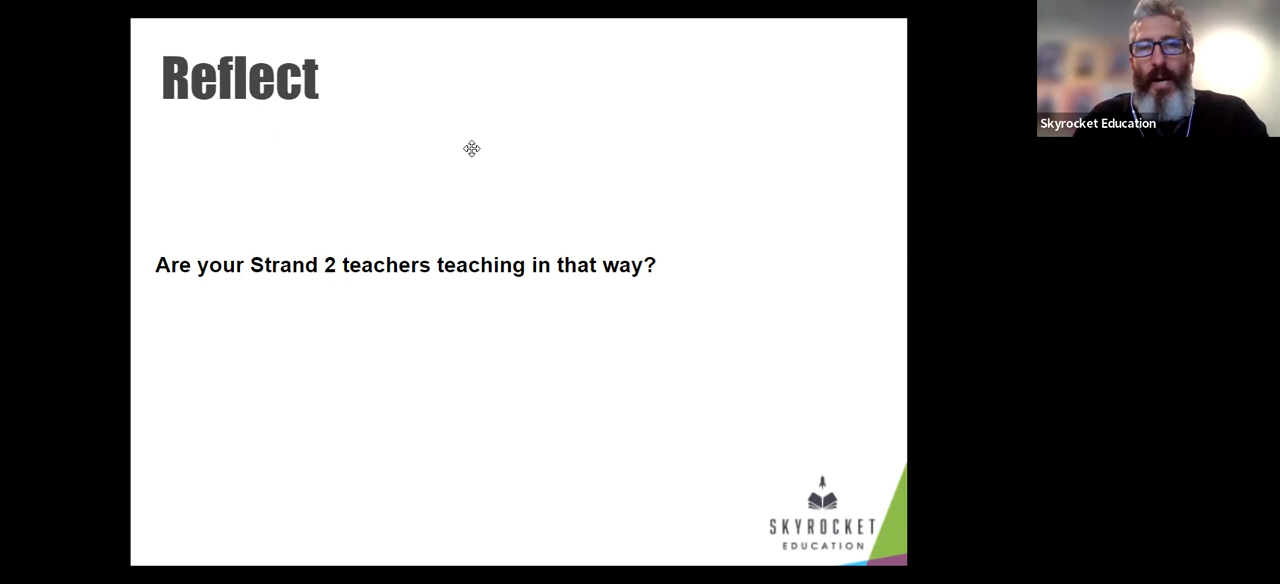 Reflect
Skyrocket Education
Are your Strand 2 teachers teaching in that way?
SKYROCKET
EDUCATION